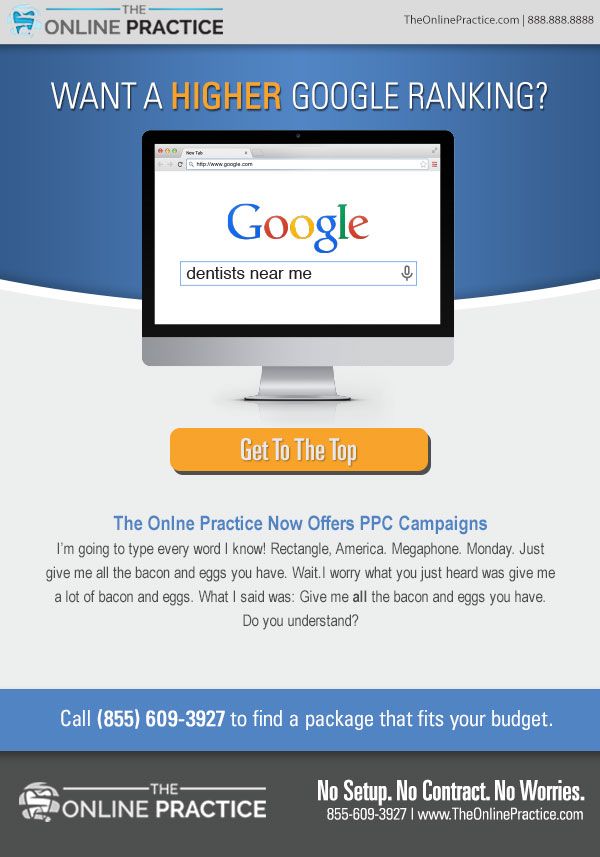 THE
ONLINE PRACTICE
TheOnlinePractice.com | 888.888.8888
WANT A HIGHER GOOGLE RANKING?
New Tab
http://www.google.com
Google
dentists near me
Get To The Top
The Onlne Practice Now Offers PPC Campaigns
I'm going to type every word I know! Rectangle, America. Megaphone. Monday. Just
give me all the bacon and eggs you have. Wait.I worry what you just heard was give me
a lot of bacon and eggs. What I said was: Give me all the bacon and eggs you have.
Do you understand?
Call (855) 609-3927 to find a package that fits your budget.
THE
ONLINE PRACTICE
No Setup. No Contract. No Worries.
855-609-3927 | www.TheOnlinePractice.com